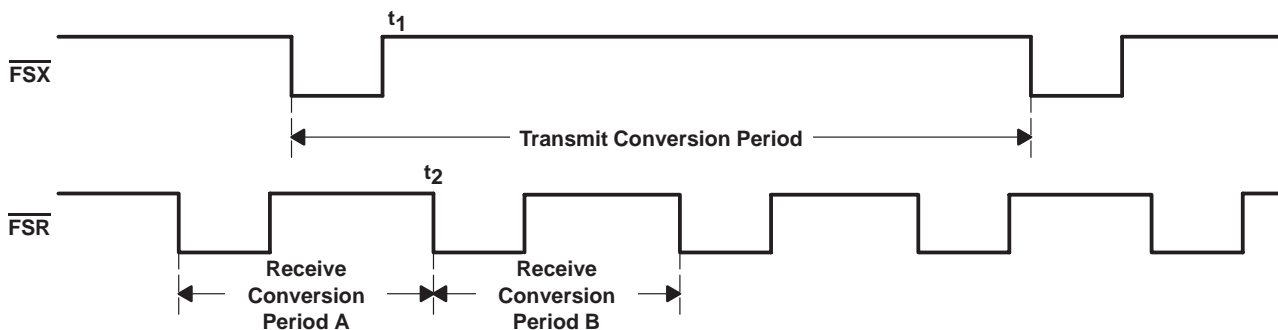 t1
FSX
Transmit Conversion Period
t2
FSR
Receive
Conversion
Period A
Receive
Conversion
Period B